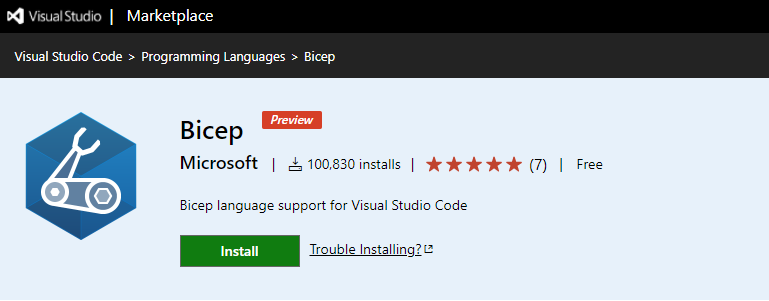 Visual Studio | Marketplace
Visual Studio Code > Programming Languages > Bicep
Bicep Preview
Microsoft | 100,830 installs | (7) | Free
Bicep language support for Visual Studio Code
Install Trouble Installing?